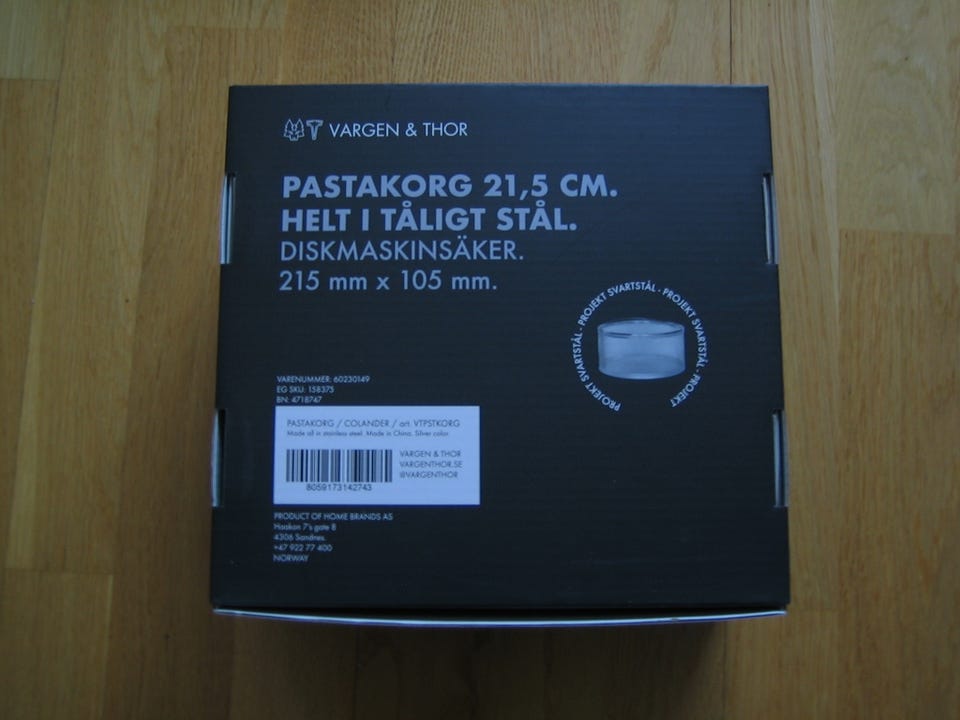 VARGEN & THOR
PASTAKORG 21,5 CM.
HELT I TÅLIGT STÅL.
DISKMASKINSÄKER.
215 mm x 105 mm.
PROJEKT SVARTSTÅL · PROJEKT SVARTSTÅL · PROJEKT SVARTSTÅL · PROJEKT
VARENUMMER: 60230149
EG SKU: 158375
BN: 4718747
PASTAKORG / COLANDER / art. VTPSTKORG
Made all in stainless steel. Made in China. Silver color.
VARGEN & THOR
VARGENTHOR.SE
@VARGENTHOR
8059173142743
PRODUCT OF HOME BRANDS AS
Haakon 7's gate 8
4306 Sandnes.
+47 922 77 400
NORWAY